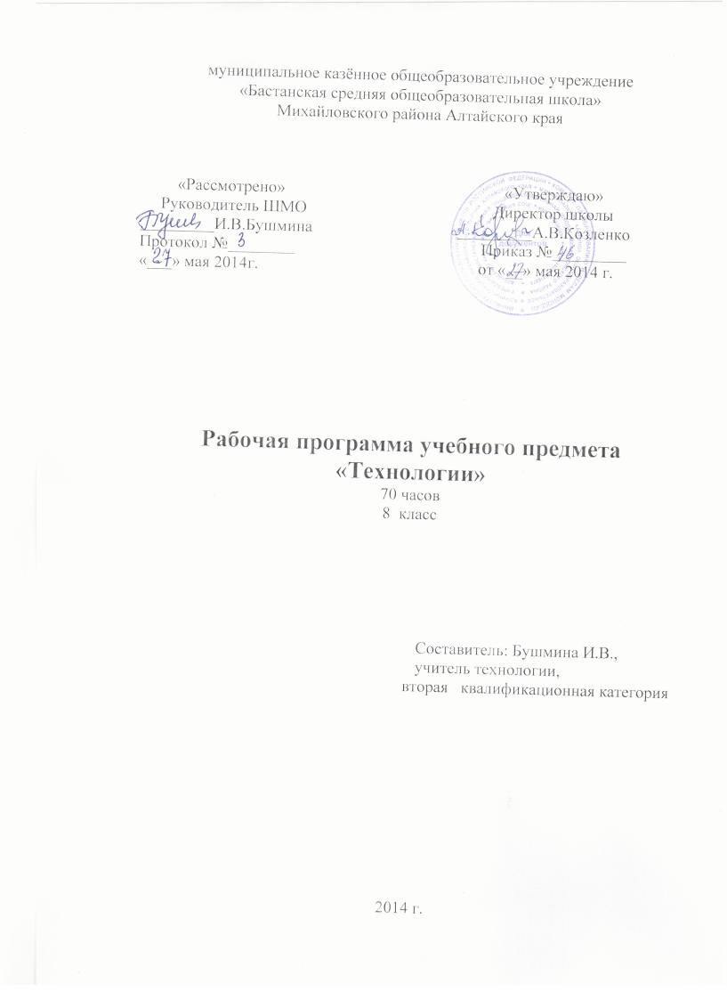 муниципальное казённое общеобразовательное учреждение
«Бастанская средняя общеобразовательная школа»
Михайловского района Алтайского края
«Рассмотрено»
Руководитель ШМО
И.В.Бушмина
Протокол № 3
«27» мая 2014г.
«Утверждаю»
Директор школы
А.В.Козленко
Приказ № 46
от «27» мая 2014 г.
документов
Рабочая программа учебного предмета
«Технологии»
70 часов
8 класс
Составитель: Бушмина И.В.,
учитель технологии,
вторая квалификационная категория
2014 г.